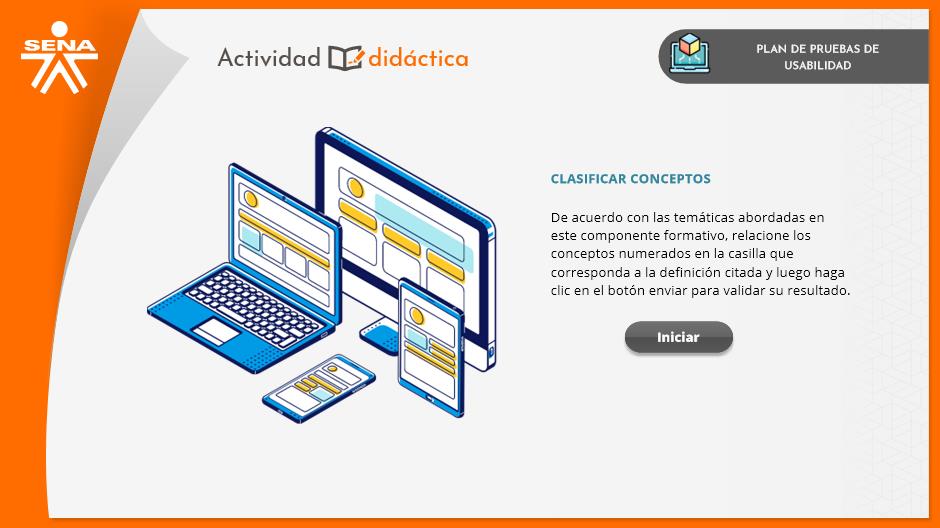 SENA
Actividad didáctica
PLAN DE PRUEBAS DE
USABILIDAD
CLASIFICAR CONCEPTOS
De acuerdo con las temáticas abordadas en
este componente formativo, relacione los
conceptos numerados en la casilla que
corresponda a la definición citada y luego haga
clic en el botón enviar para validar su resultado.
Iniciar